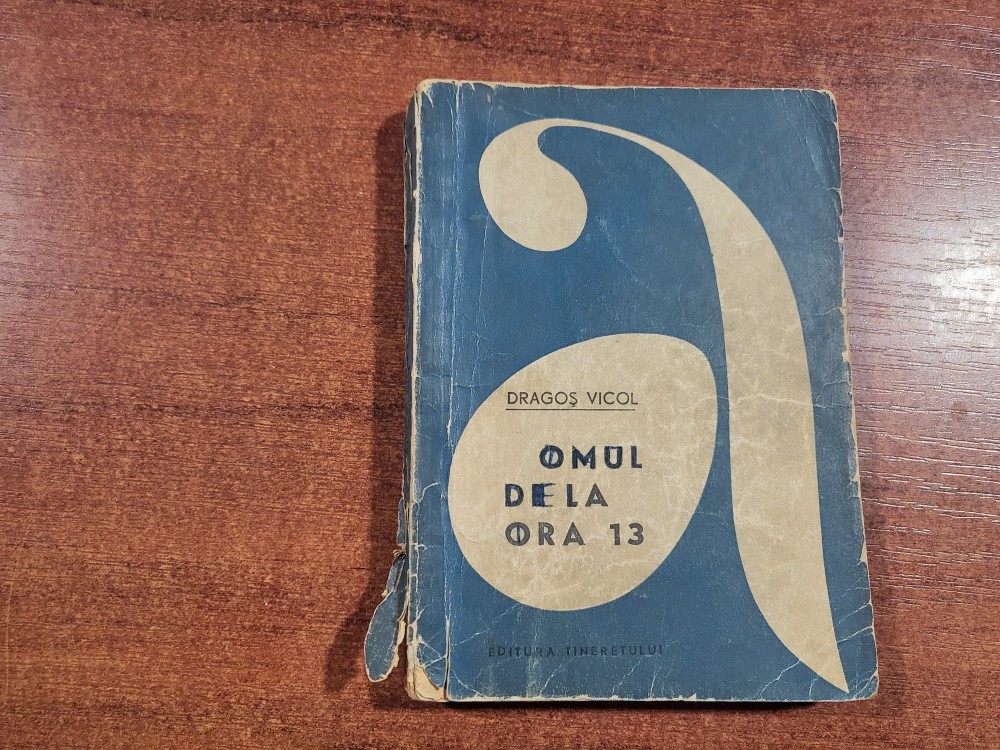 a
DRAGOȘ VICOL
OMUL
DE LA
ORA 13
EDITURA TINERETULUI